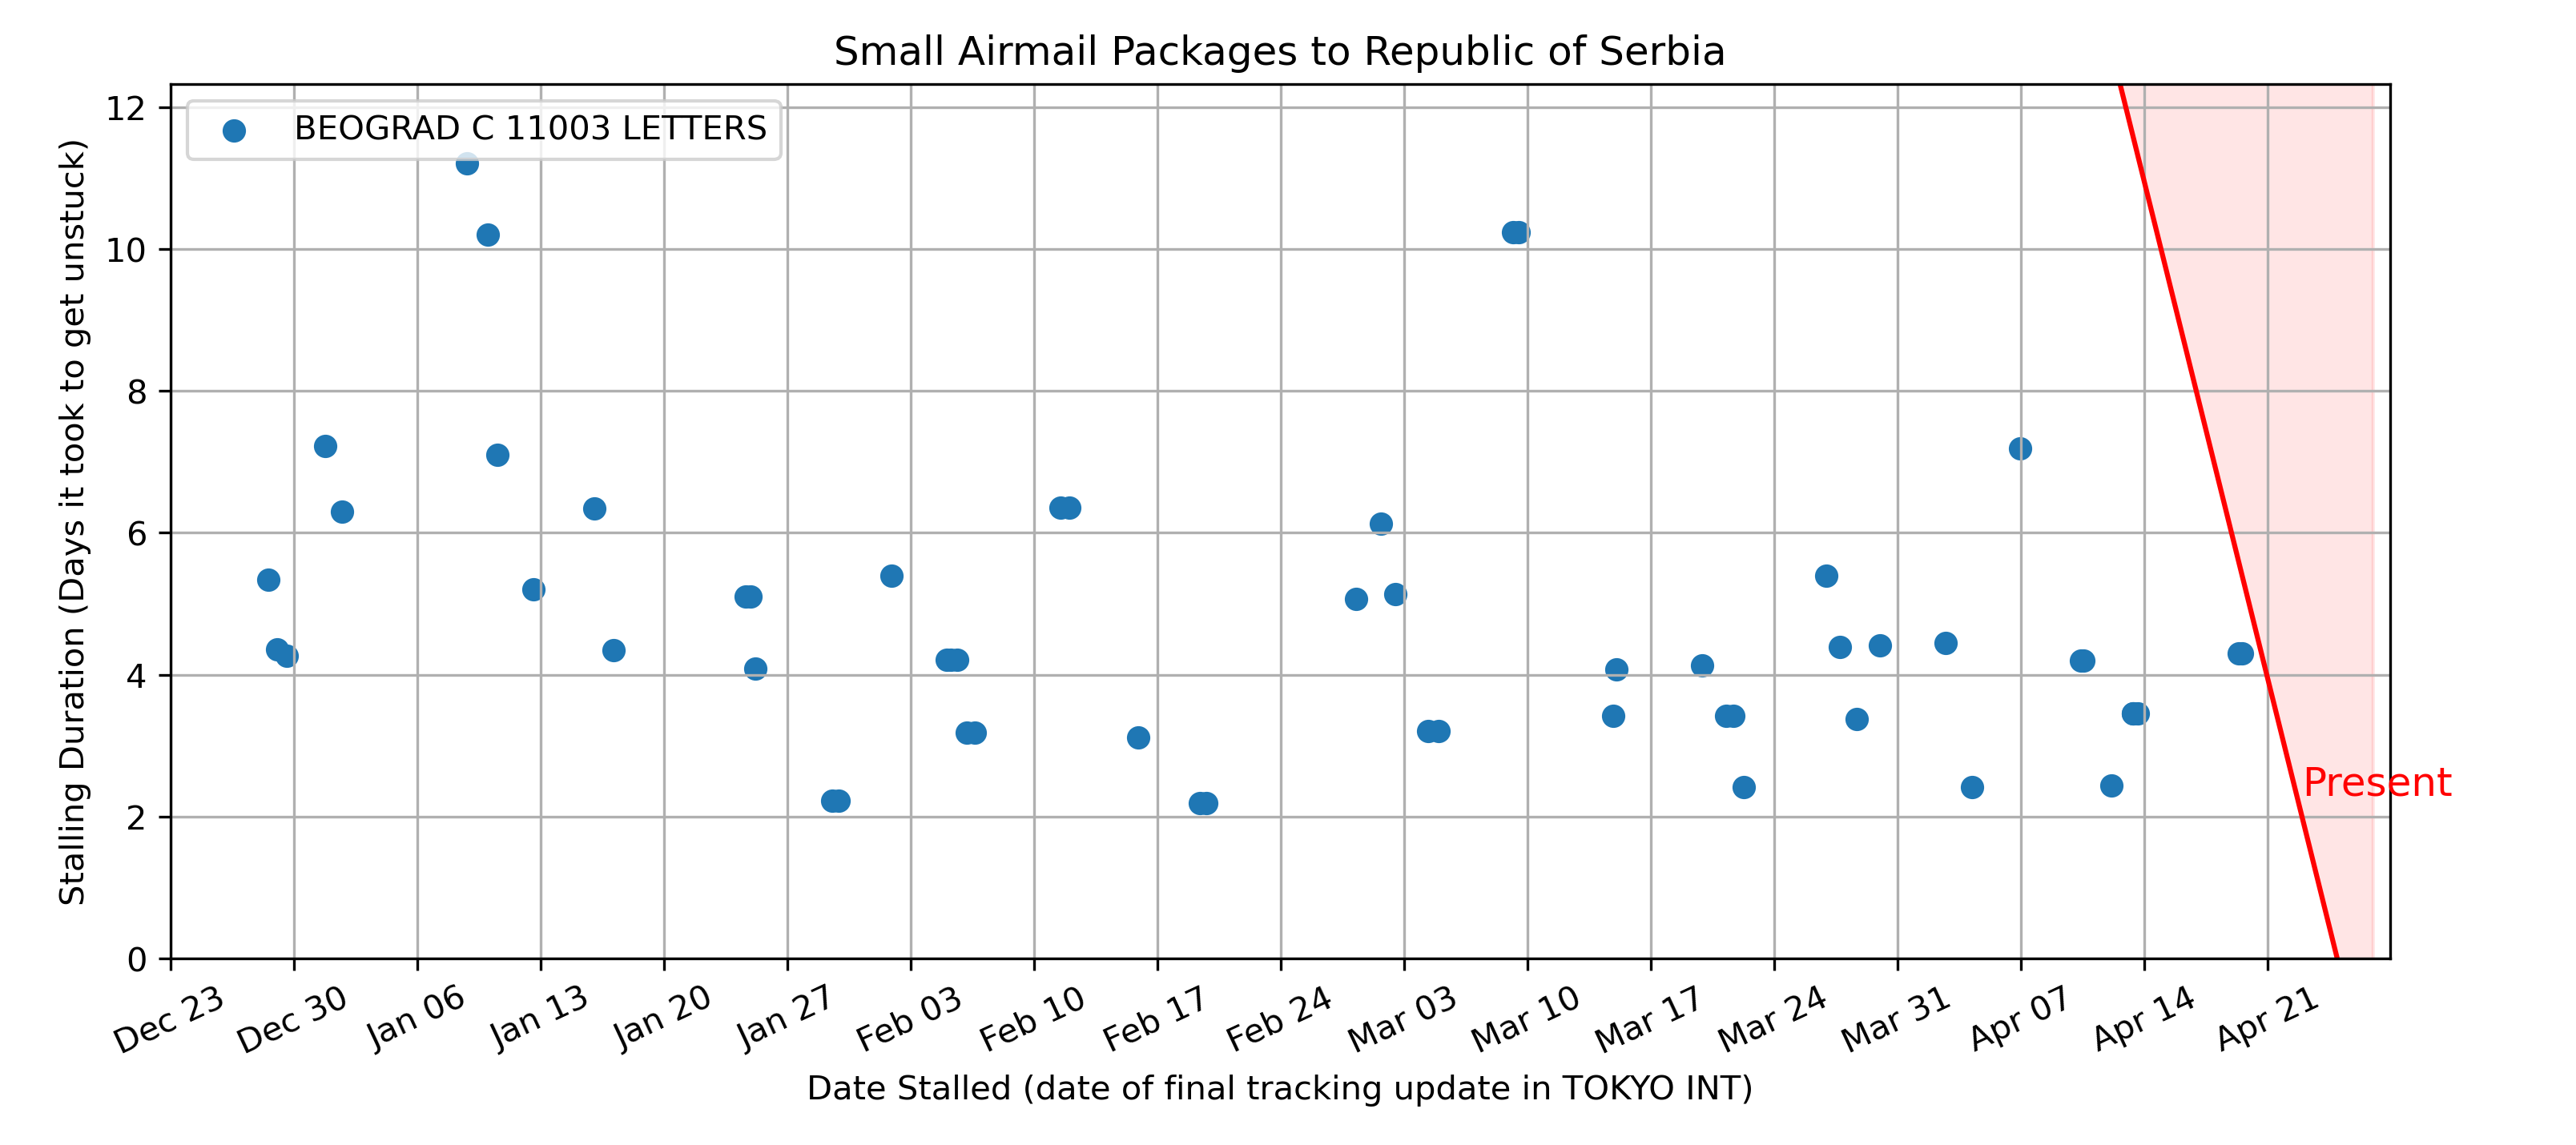 Small Airmail Packages to Republic of Serbia
BEOGRAD C 11003 LETTERS
Stalling Duration (Days it took to get unstuck)
12
10
8
6
4
2
0
Present
Dec 23
Dec 30
Jan 06
Jan 13
Jan 20
Jan 27
Feb 03
Feb 10
Feb 17
Feb 24
Mar 03
Mar 10
Mar 17
Mar 24
Mar 31
Apr 07
Apr 14
Apr 21
Date Stalled (date of final tracking update in TOKYO INT)